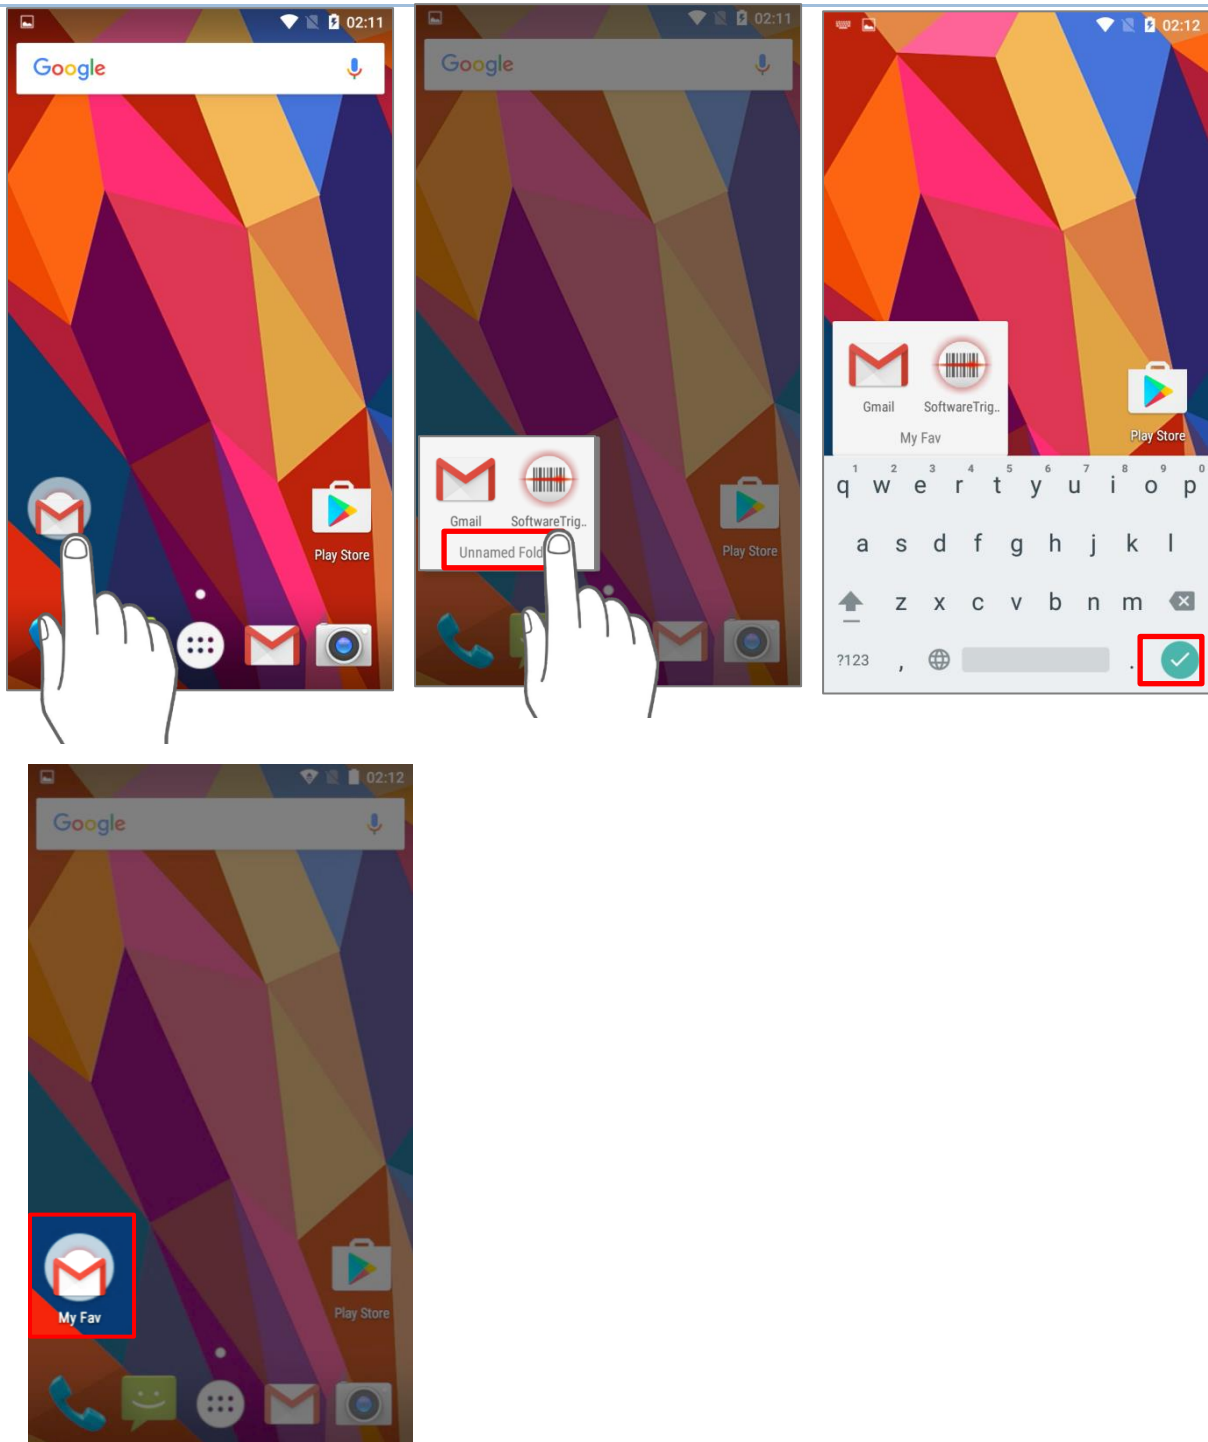 02:11
Google
Play Store
02:11
Google
Gmail
SoftwareTrig..
Unnamed Fold
Play Store
02:12
Gmail
SoftwareTrig..
My Fav
Play Store
1 2 3 4 5 6 7 8 9 0
q w e r t y u i o p
a s d f g h j k l
z x c v b n m
?123 , .
02:12
Google
My Fav
Play Store